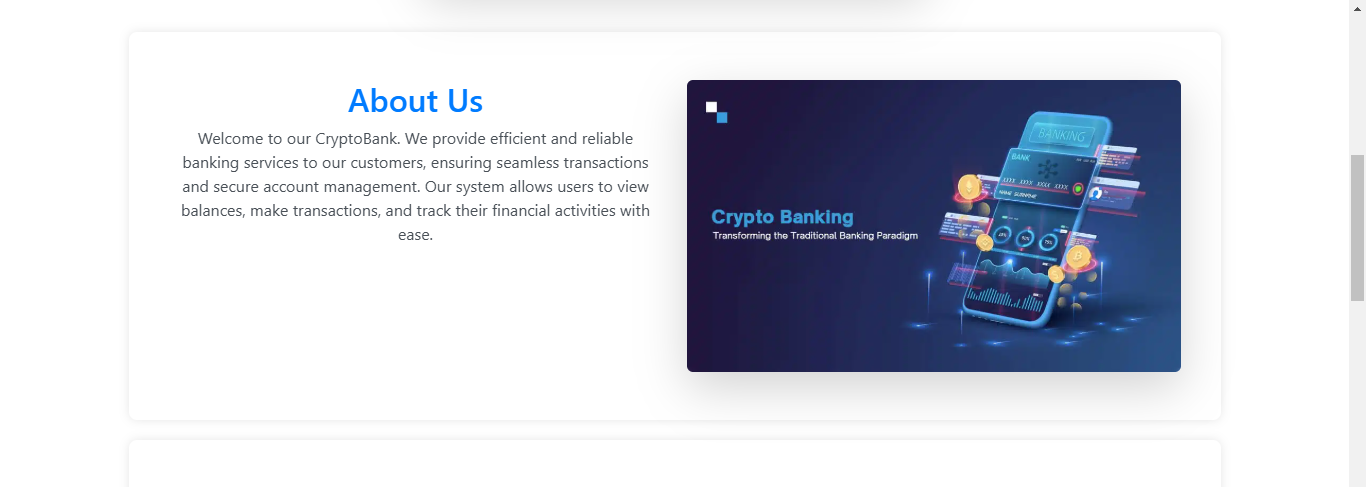 About Us
Welcome to our CryptoBank. We provide efficient and reliable
banking services to our customers, ensuring seamless transactions
and secure account management. Our system allows users to view
balances, make transactions, and track their financial activities with
ease.
Crypto Banking
Transforming the Traditional Banking Paradigm
BANKING
BANK
XXXX XXXX XXXX XXXX
NAME SURNAME